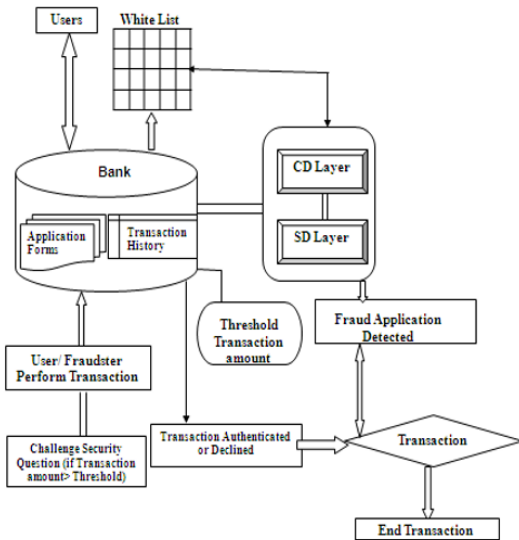 Users
White List
Bank
Application
Forms
Transaction
History
CD Layer
SD Layer
Threshold
Transaction
amount
Fraud Application
Detected
User/ Fraudster
Perform Transaction
Challenge Security
Question (if Transaction
amount> Threshold)
Transaction Authenticated
or Declined
Transaction
End Transaction